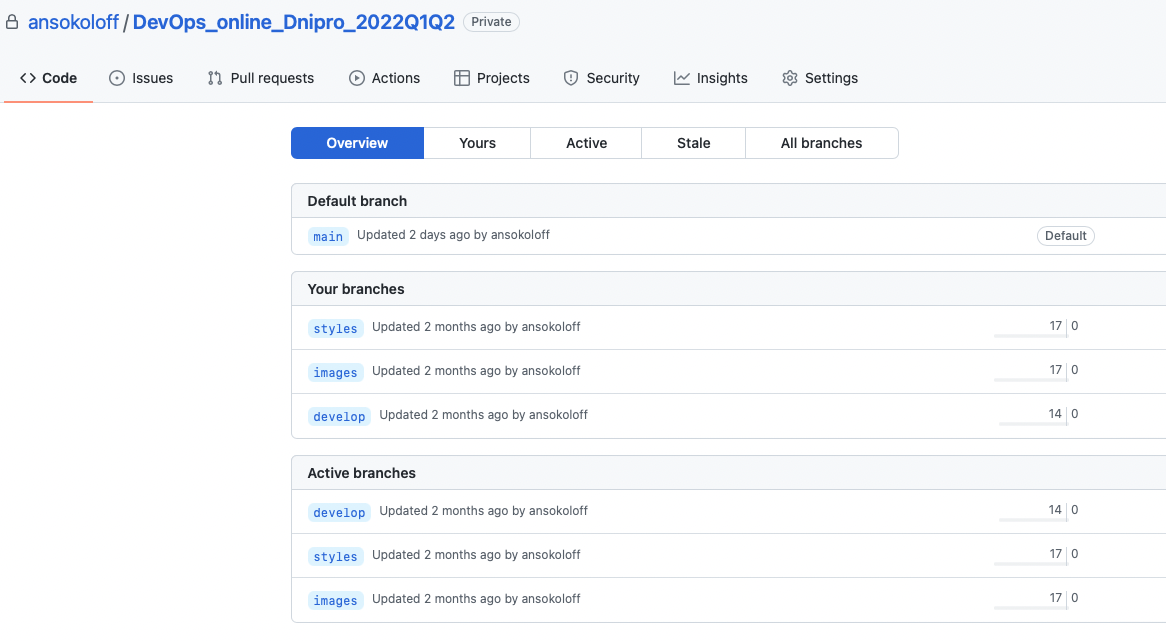 ansokoloff / DevOps_online_Dnipro_2022Q1Q2 Private
Code Issues Pull requests Actions Projects Security Insights Settings
Overview Yours Active Stale All branches
Default branch
main Updated 2 days ago by ansokoloff Default
Your branches
styles Updated 2 months ago by ansokoloff 17 | 0
images Updated 2 months ago by ansokoloff 17 | 0
develop Updated 2 months ago by ansokoloff 14 | 0
Active branches
develop Updated 2 months ago by ansokoloff 14 | 0
styles Updated 2 months ago by ansokoloff 17 | 0
images Updated 2 months ago by ansokoloff 17 | 0